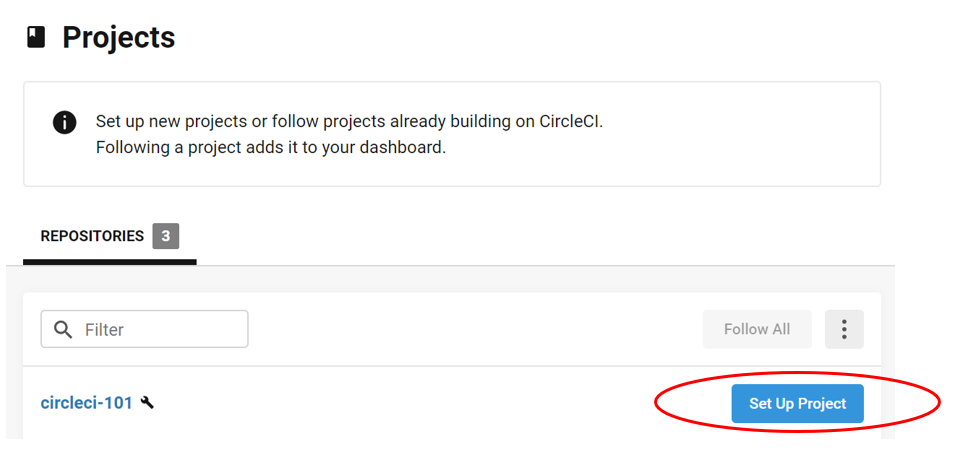 Projects
Set up new projects or follow projects already building on CircleCI.
Following a project adds it to your dashboard.
REPOSITORIES 3
Filter
Follow All
circleci-101
Set Up Project